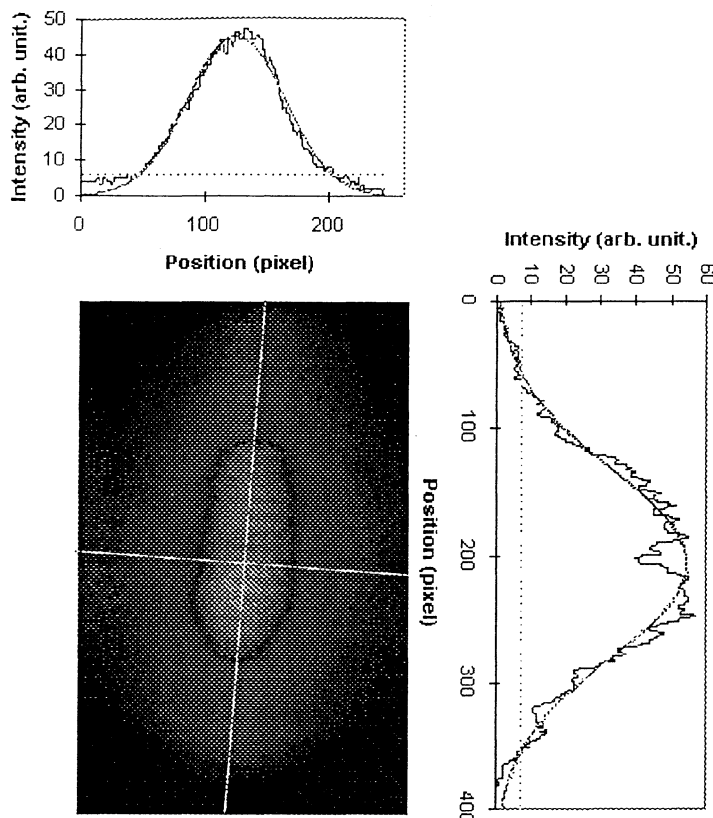 50
40
30
20
10
0
Intensity (arb. unit.)
0 100 200
Position (pixel)
Intensity (arb. unit.)
0 10 20 30 40 50 60
0
100
200
300
400
Position (pixel)